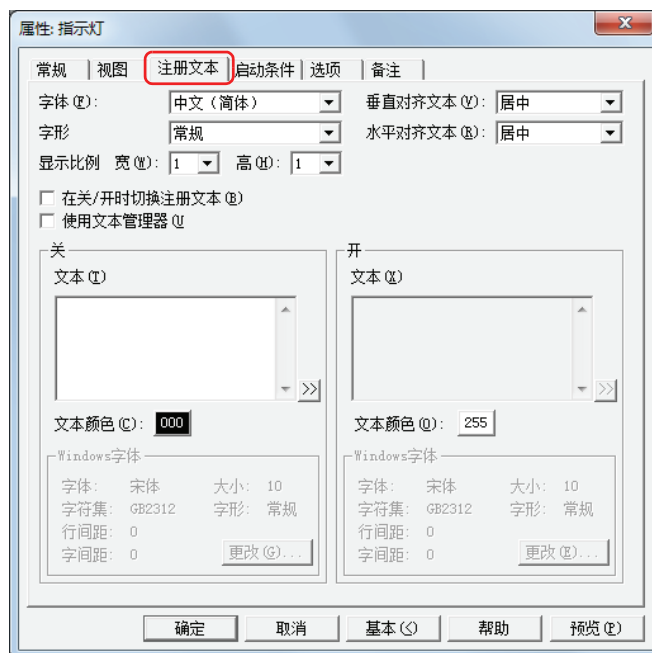 属性: 指示灯
常规 视图 注册文本 启动条件 选项 备注
字体(F): 中文（简体） 垂直对齐文本(V): 居中
字形 常规 水平对齐文本(R): 居中
显示比例 宽(W): 1 高(H): 1
在关/开时切换注册文本(B)
使用文本管理器(U
关
文本(T)
>>
文本颜色(C): 000
Windows字体
字体: 宋体 大小: 10
字符集: GB2312 字形: 常规
行间距: 0
字间距: 0 更改(G)...
开
文本(X)
>>
文本颜色(O): 255
Windows字体
字体: 宋体 大小: 10
字符集: GB2312 字形: 常规
行间距: 0
字间距: 0 更改(E)...
确定 取消 基本(<) 帮助 预览(P)